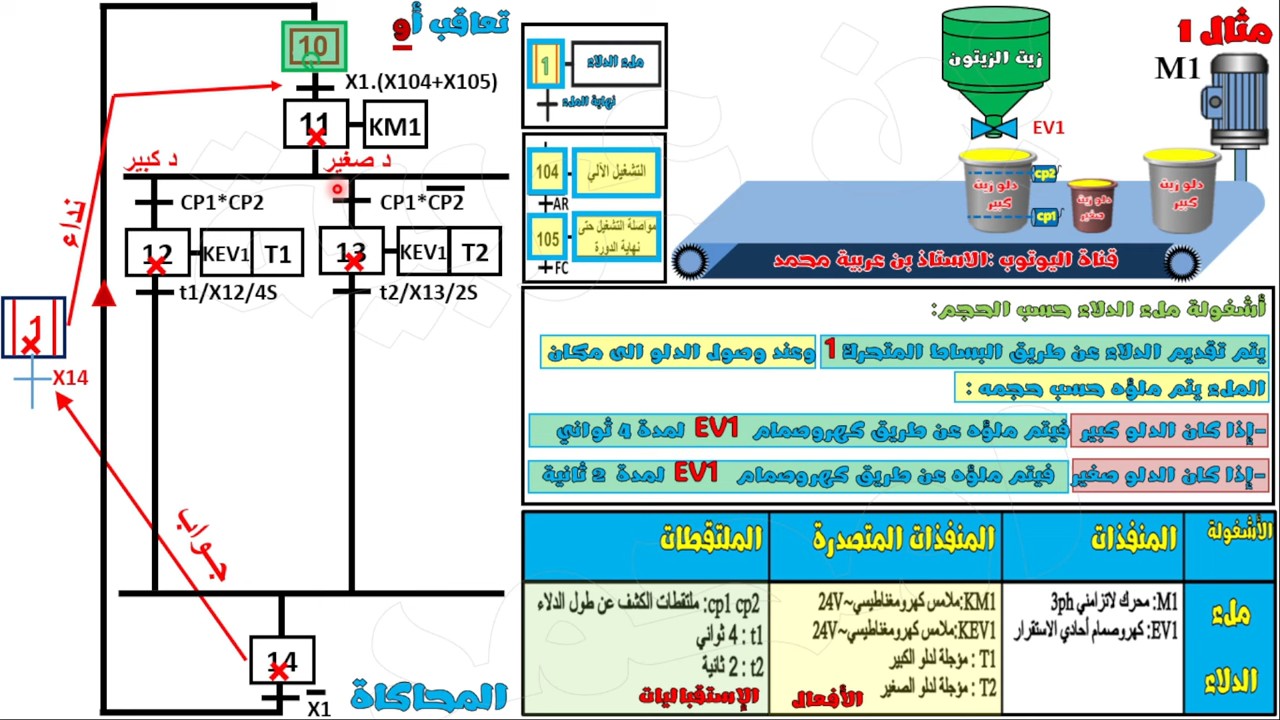 تعاقب أو
10
X1.(X104+X105)
11
KM1
د كبير
د صغير
CP1*CP2
CP1*C̅P̅2̅
12
KEV1
T1
13
KEV1
T2
t1/X12/4S
t2/X13/2S
نداء
1
X14
جواب
14
X̅1
المحاكاة
1
ملء الدلاء
نهاية الملء
104
التشغيل الآلي
AR
105
مواصلة التشغيل حتى
نهاية الدورة
FC
مثال 1
زيت الزيتون
M1
EV1
cp2
cp1
دلو زيت
كبير
دلو زيت
صغير
دلو زيت
كبير
قناة اليوتوب :الاستاذ بن عربية محمد
أشغولة ملء الدلاء حسب الحجم:
يتم تقديم الدلاء عن طريق البساط المتحرك 1 وعند وصول الدلو الى مكان
الملء يتم ملؤه حسب حجمه :
-إذا كان الدلو كبير فيتم ملؤه عن طريق كهروصمام EV1 لمدة 4 ثواني
-إذا كان الدلو صغير فيتم ملؤه عن طريق كهروصمام EV1 لمدة 2 ثانية
الأشغولة
المنفذات
المنفذات المتصدرة
الملتقطات
ملء
الدلاء
M1: محرك لاتزامني 3ph
EV1: كهروصمام أحادي الاستقرار
KM1:ملامس كهرومغناطيسي~24V
KEV1:ملامس كهرومغناطيسي~24V
T1 : مؤجلة لدلو الكبير
T2 : مؤجلة لدلو الصغير
الأفعال
cp1 cp2: ملتقطات الكشف عن طول الدلاء
t1 : 4 ثواني
t2 : 2 ثانية
الإستقباليات